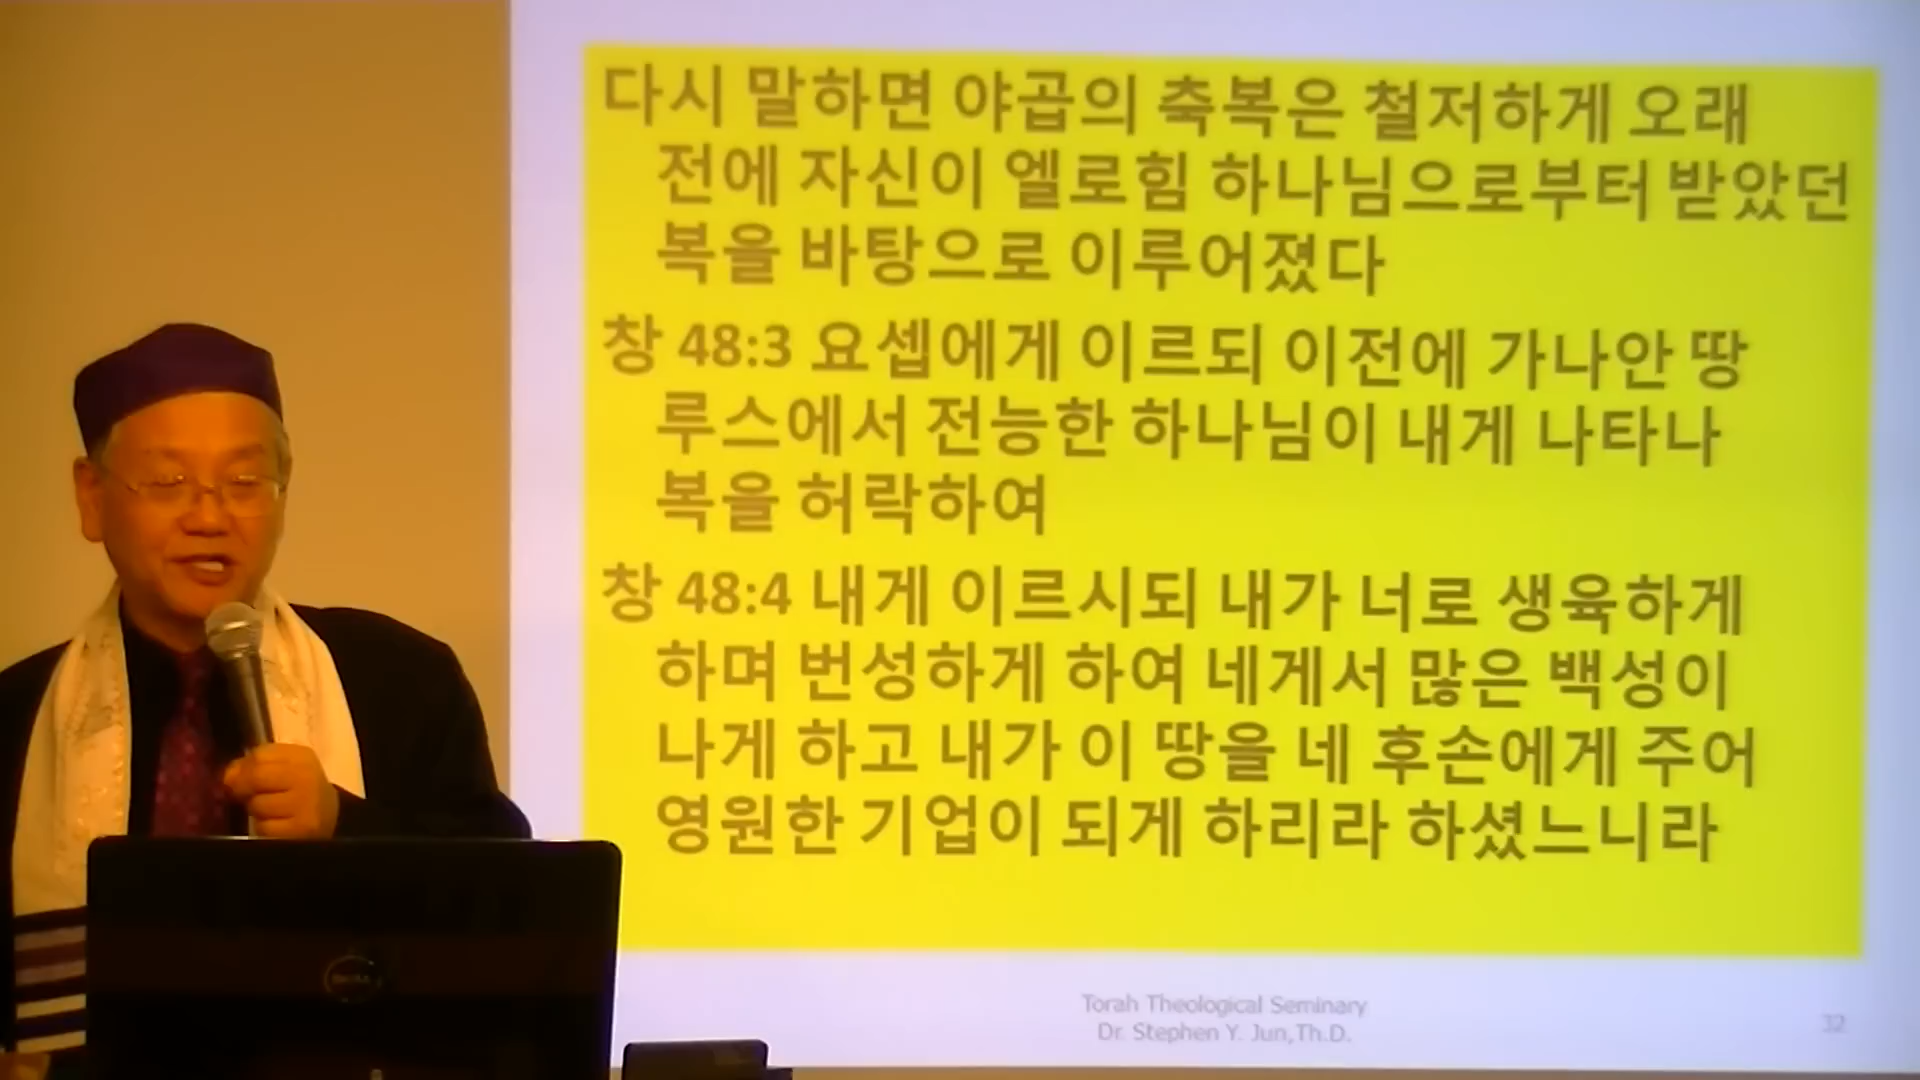 다시 말하면 야곱의 축복은 철저하게 오래
전에 자신이 엘로힘 하나님으로부터 받았던
복을 바탕으로 이루어졌다
창 48:3 요셉에게 이르되 이전에 가나안 땅
루스에서 전능한 하나님이 내게 나타나
복을 허락하여
창 48:4 내게 이르시되 내가 너로 생육하게
하며 번성하게 하여 네게서 많은 백성이
나게 하고 내가 이 땅을 네 후손에게 주어
영원한 기업이 되게 하리라 하셨느니라
Torah Theological Seminary
Dr. Stephen Y. Jun,Th.D.
32